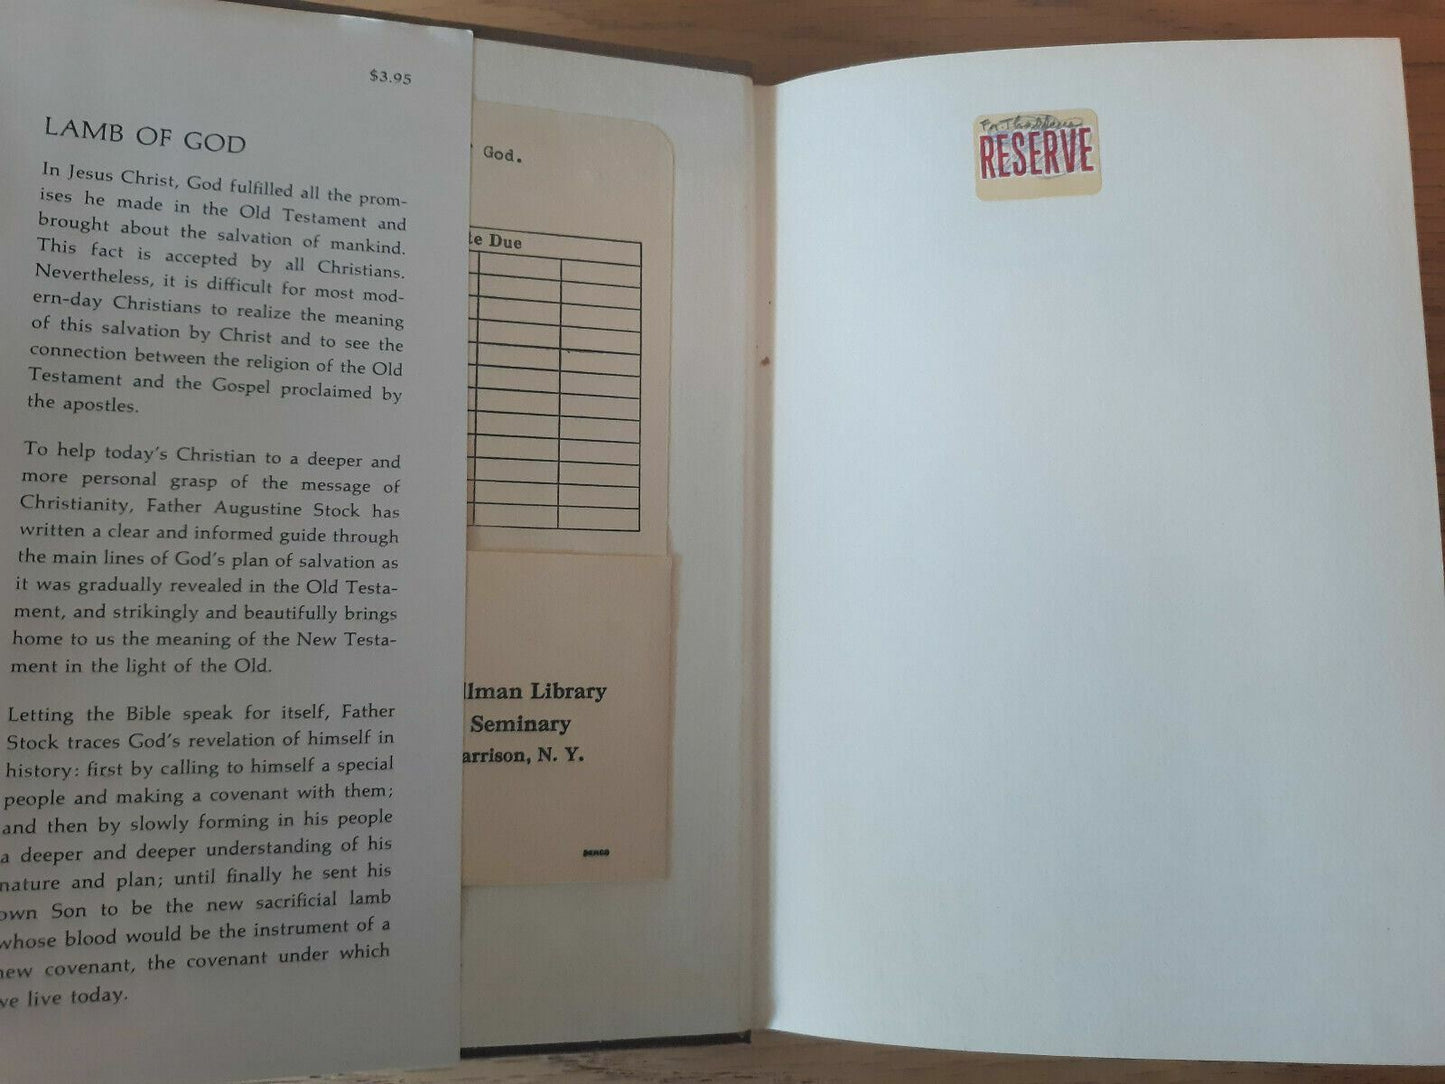 $3.95
LAMB OF GOD
In Jesus Christ, God fulfilled all the prom-
ises he made in the Old Testament and
brought about the salvation of mankind.
This fact is accepted by all Christians.
Nevertheless, it is difficult for most mod-
ern-day Christians to realize the meaning
of this salvation by Christ and to see the
connection between the religion of the Old
Testament and the Gospel proclaimed by
the apostles.
To help today's Christian to a deeper and
more personal grasp of the message of
Christianity, Father Augustine Stock has
written a clear and informed guide through
the main lines of God's plan of salvation as
it was gradually revealed in the Old Testa-
ment, and strikingly and beautifully brings
home to us the meaning of the New Testa-
ment in the light of the Old.
Letting the Bible speak for itself, Father
Stock traces God's revelation of himself in
history: first by calling to himself a special
people and making a covenant with them;
and then by slowly forming in his people
a deeper and deeper understanding of his
nature and plan; until finally he sent his
own Son to be the new sacrificial lamb
whose blood would be the instrument of a
new covenant, the covenant under which
we live today.
God.
te Due
llman Library
Seminary
arrison, N. Y.
DEMCO
For
RESERVE